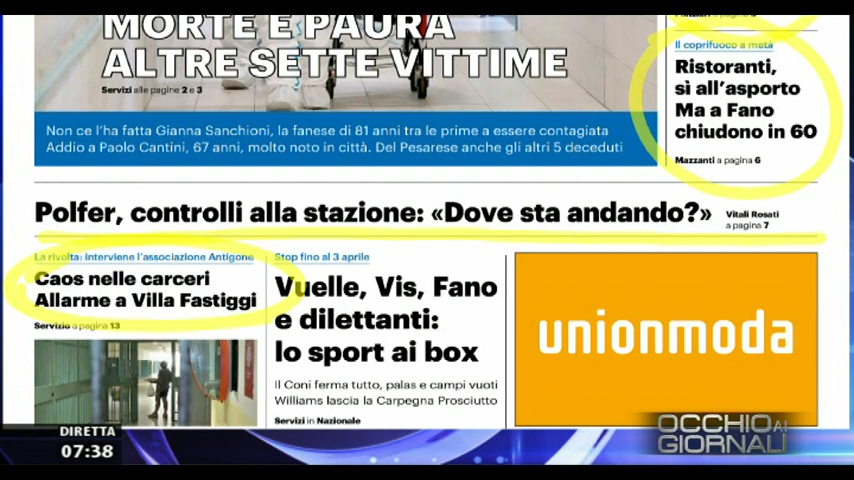 MORTE E PAURA
ALTRE SETTE VITTIME
Servizi alle pagine 2 e 3
Non ce l'ha fatta Gianna Sanchioni, la fanese di 81 anni tra le prime a essere contagiata
Addio a Paolo Cantini, 67 anni, molto noto in città. Del Pesarese anche gli altri 5 deceduti
Il coprifuoco a metà
Ristoranti,
sì all'asporto
Ma a Fano
chiudono in 60
Mazzanti a pagina 6
Polfer, controlli alla stazione: «Dove sta andando?»
Vitali Rosati
a pagina 7
La rivolta: interviene l'associazione Antigone
Caos nelle carceri
Allarme a Villa Fastiggi
Servizio a pagina 13
Stop fino al 3 aprile
Vuelle, Vis, Fano
e dilettanti:
lo sport ai box
Il Coni ferma tutto, palas e campi vuoti
Williams lascia la Carpegna Prosciutto
Servizi in Nazionale
unionmoda
DIRETTA
07:38
OCCHIO AI
GIORNALI